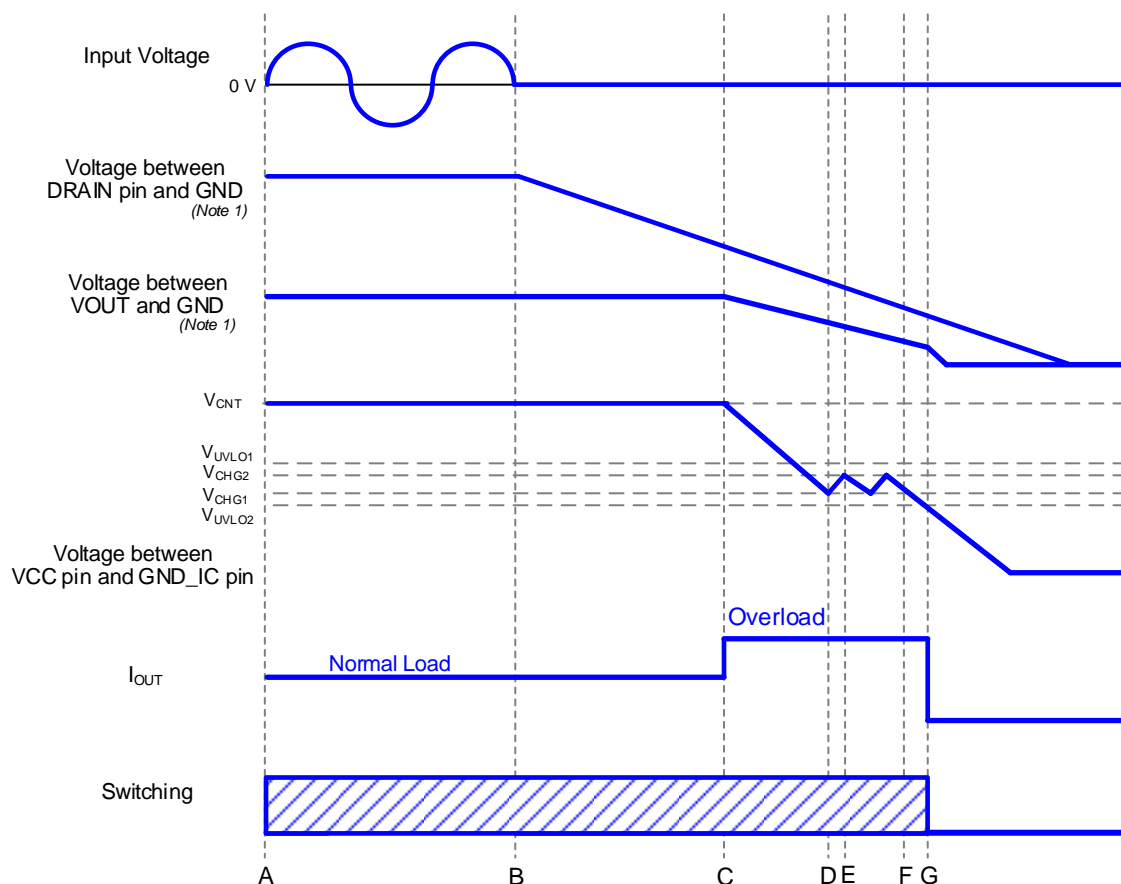 Input Voltage
0 V
Voltage between
DRAIN pin and GND
(Note 1)
Voltage between
VOUT and GND
(Note 1)
VCNT
VUVLO1
VCHG2
VCHG1
VUVLO2
Voltage between
VCC pin and GND_IC pin
Overload
Normal Load
IOUT
Switching
A B C D E F G